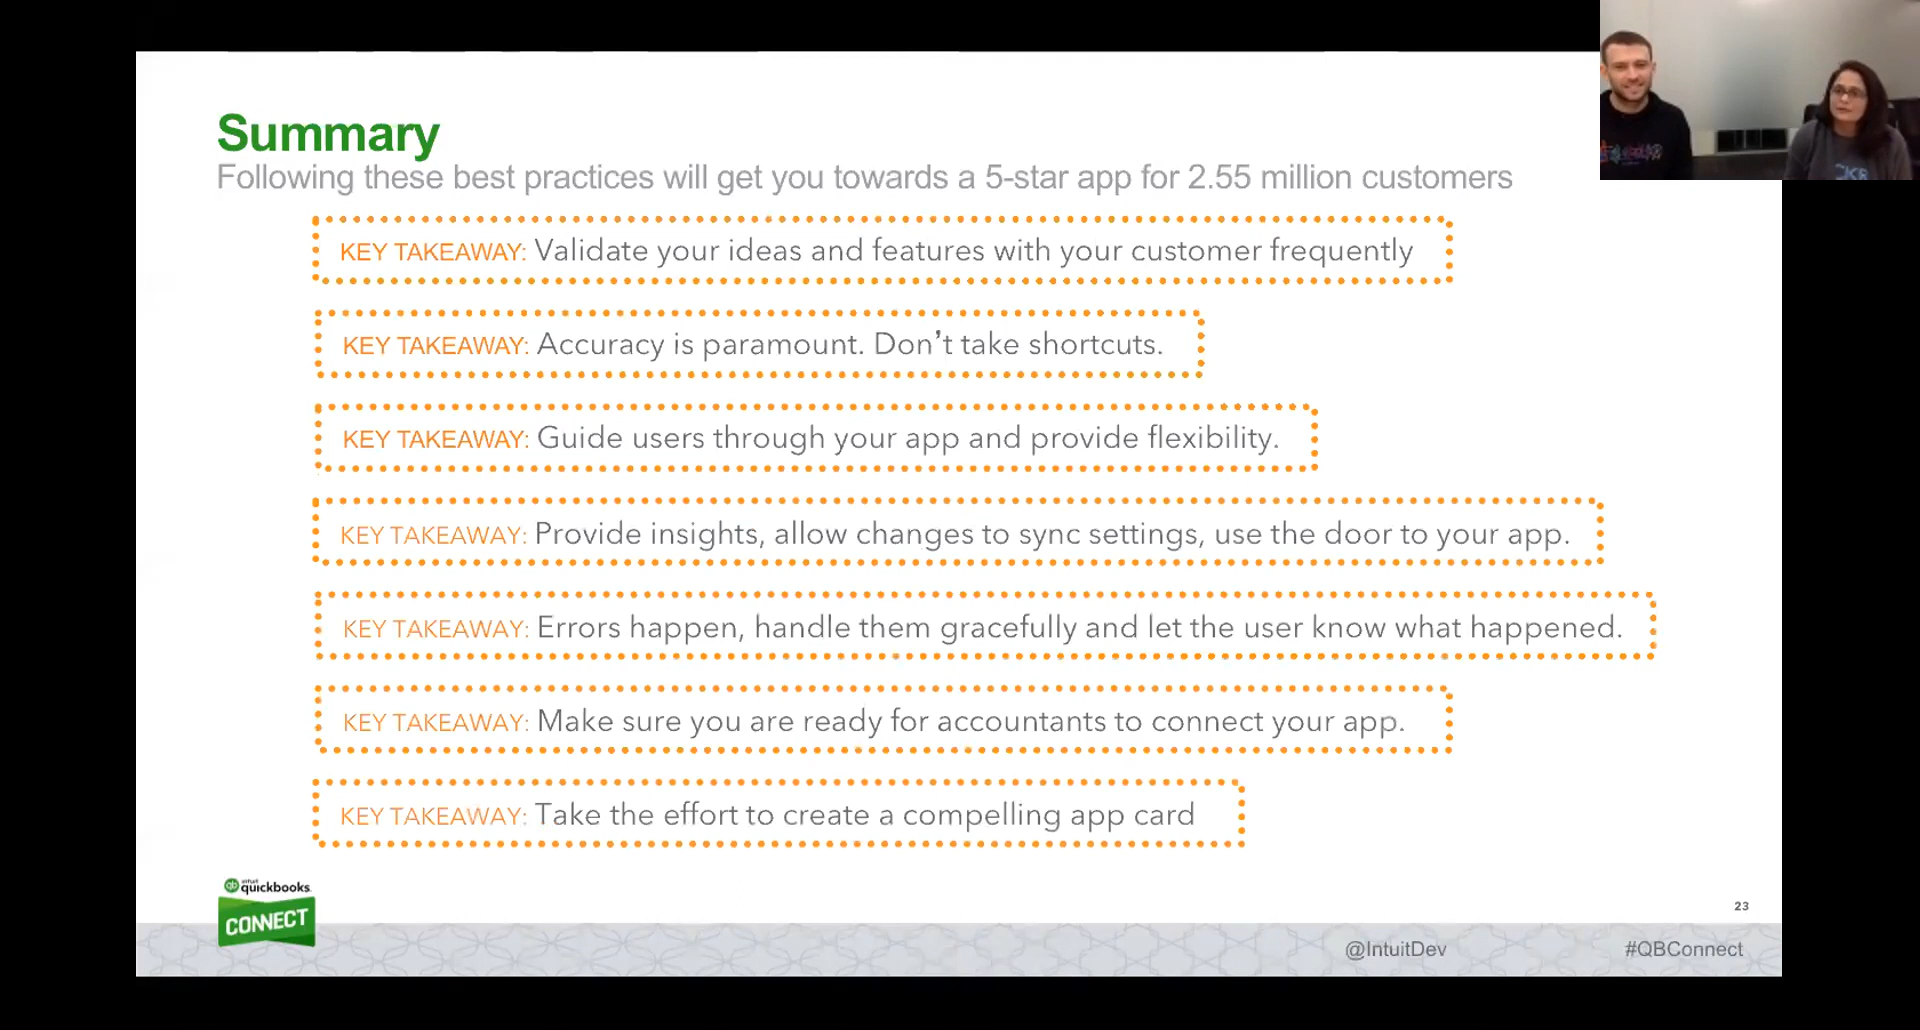 Summary
Following these best practices will get you towards a 5-star app for 2.55 million customers
KEY TAKEAWAY: Validate your ideas and features with your customer frequently
KEY TAKEAWAY: Accuracy is paramount. Don’t take shortcuts.
KEY TAKEAWAY: Guide users through your app and provide flexibility.
KEY TAKEAWAY: Provide insights, allow changes to sync settings, use the door to your app.
KEY TAKEAWAY: Errors happen, handle them gracefully and let the user know what happened.
KEY TAKEAWAY: Make sure you are ready for accountants to connect your app.
KEY TAKEAWAY: Take the effort to create a compelling app card
qb intuit quickbooks.
CONNECT
23
@IntuitDev
#QBConnect